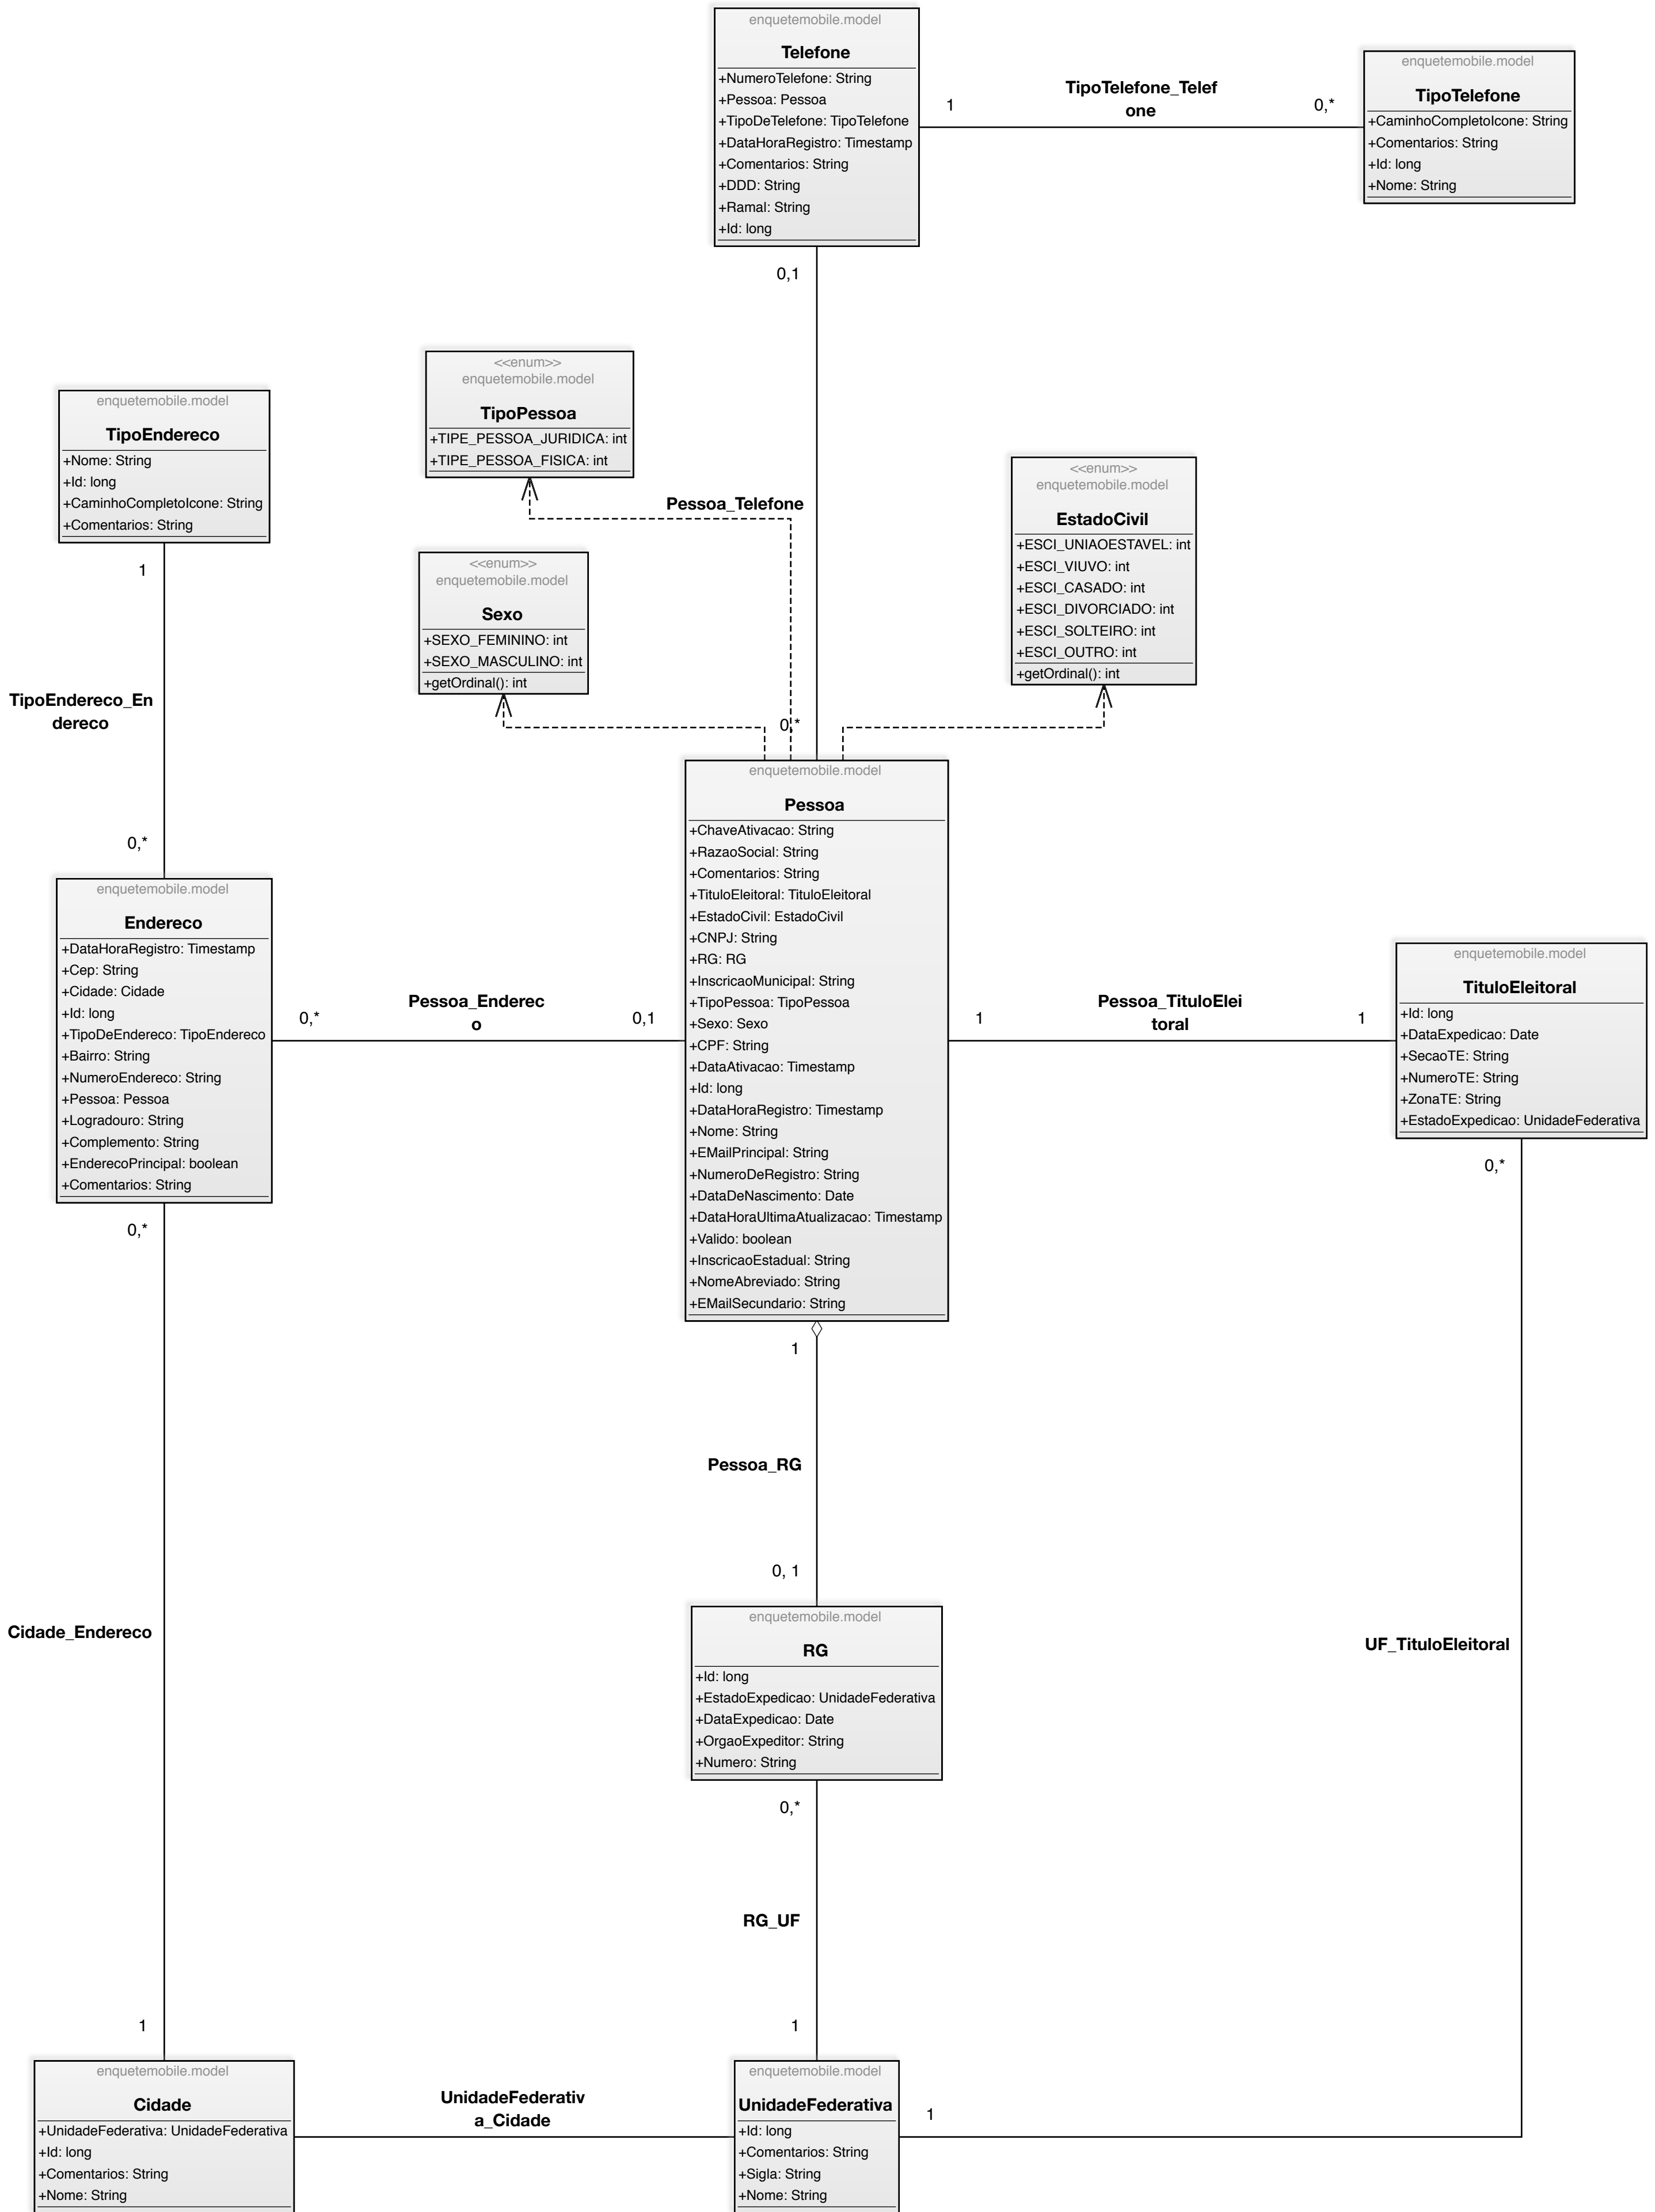 enquetemobile.model
Telefone
+NumeroTelefone: String
+Pessoa: Pessoa
+TipoDeTelefone: TipoTelefone
+DataHoraRegistro: Timestamp
+Comentarios: String
+DDD: String
+Ramal: String
+Id: long
1
TipoTelefone_Telef
one
0,*
enquetemobile.model
TipoTelefone
+CaminhoCompletoIcone: String
+Comentarios: String
+Id: long
+Nome: String
0,1
Pessoa_Telefone
0,*
<<enum>>
enquetemobile.model
TipoPessoa
+TIPE_PESSOA_JURIDICA: int
+TIPE_PESSOA_FISICA: int
enquetemobile.model
TipoEndereco
+Nome: String
+Id: long
+CaminhoCompletoIcone: String
+Comentarios: String
<<enum>>
enquetemobile.model
EstadoCivil
+ESCI_UNIAOESTAVEL: int
+ESCI_VIUVO: int
+ESCI_CASADO: int
+ESCI_DIVORCIADO: int
+ESCI_SOLTEIRO: int
+ESCI_OUTRO: int
+getOrdinal(): int
<<enum>>
enquetemobile.model
Sexo
+SEXO_FEMININO: int
+SEXO_MASCULINO: int
+getOrdinal(): int
1
TipoEndereco_En
dereco
0,*
enquetemobile.model
Endereco
+DataHoraRegistro: Timestamp
+Cep: String
+Cidade: Cidade
+Id: long
+TipoDeEndereco: TipoEndereco
+Bairro: String
+NumeroEndereco: String
+Pessoa: Pessoa
+Logradouro: String
+Complemento: String
+EnderecoPrincipal: boolean
+Comentarios: String
0,*
Pessoa_Enderec
o
0,1
enquetemobile.model
Pessoa
+ChaveAtivacao: String
+RazaoSocial: String
+Comentarios: String
+TituloEleitoral: TituloEleitoral
+EstadoCivil: EstadoCivil
+CNPJ: String
+RG: RG
+InscricaoMunicipal: String
+TipoPessoa: TipoPessoa
+Sexo: Sexo
+CPF: String
+DataAtivacao: Timestamp
+Id: long
+DataHoraRegistro: Timestamp
+Nome: String
+EMailPrincipal: String
+NumeroDeRegistro: String
+DataDeNascimento: Date
+DataHoraUltimaAtualizacao: Timestamp
+Valido: boolean
+InscricaoEstadual: String
+NomeAbreviado: String
+EMailSecundario: String
1
Pessoa_TituloElei
toral
1
enquetemobile.model
TituloEleitoral
+Id: long
+DataExpedicao: Date
+SecaoTE: String
+NumeroTE: String
+ZonaTE: String
+EstadoExpedicao: UnidadeFederativa
0,*
UF_TituloEleitoral
1
0,*
Cidade_Endereco
1
1
Pessoa_RG
0, 1
enquetemobile.model
RG
+Id: long
+EstadoExpedicao: UnidadeFederativa
+DataExpedicao: Date
+OrgaoExpeditor: String
+Numero: String
0,*
RG_UF
1
enquetemobile.model
Cidade
+UnidadeFederativa: UnidadeFederativa
+Id: long
+Comentarios: String
+Nome: String
UnidadeFederativ
a_Cidade
enquetemobile.model
UnidadeFederativa
+Id: long
+Comentarios: String
+Sigla: String
+Nome: String